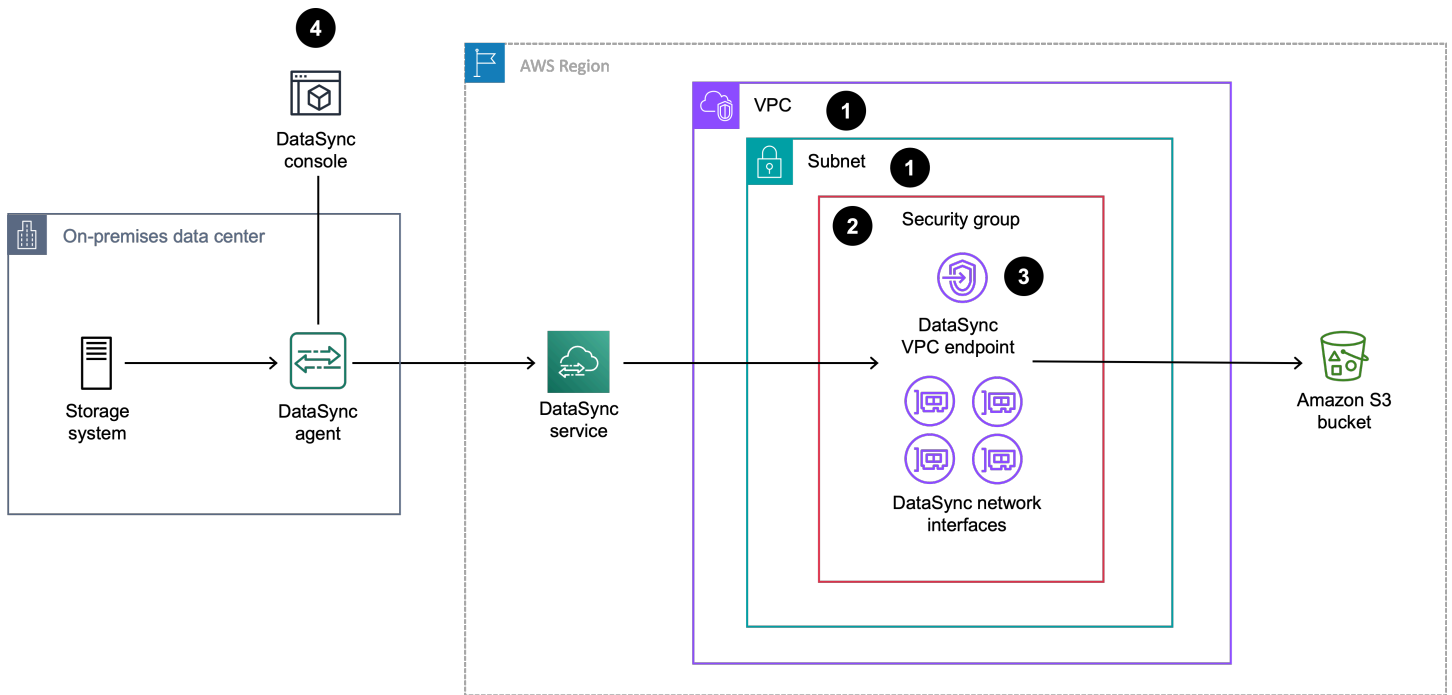 4
DataSync
console
On-premises data center
Storage
system
DataSync
agent
AWS Region
VPC
1
Subnet
1
2
Security group
3
DataSync
VPC endpoint
DataSync network
interfaces
DataSync
service
Amazon S3
bucket